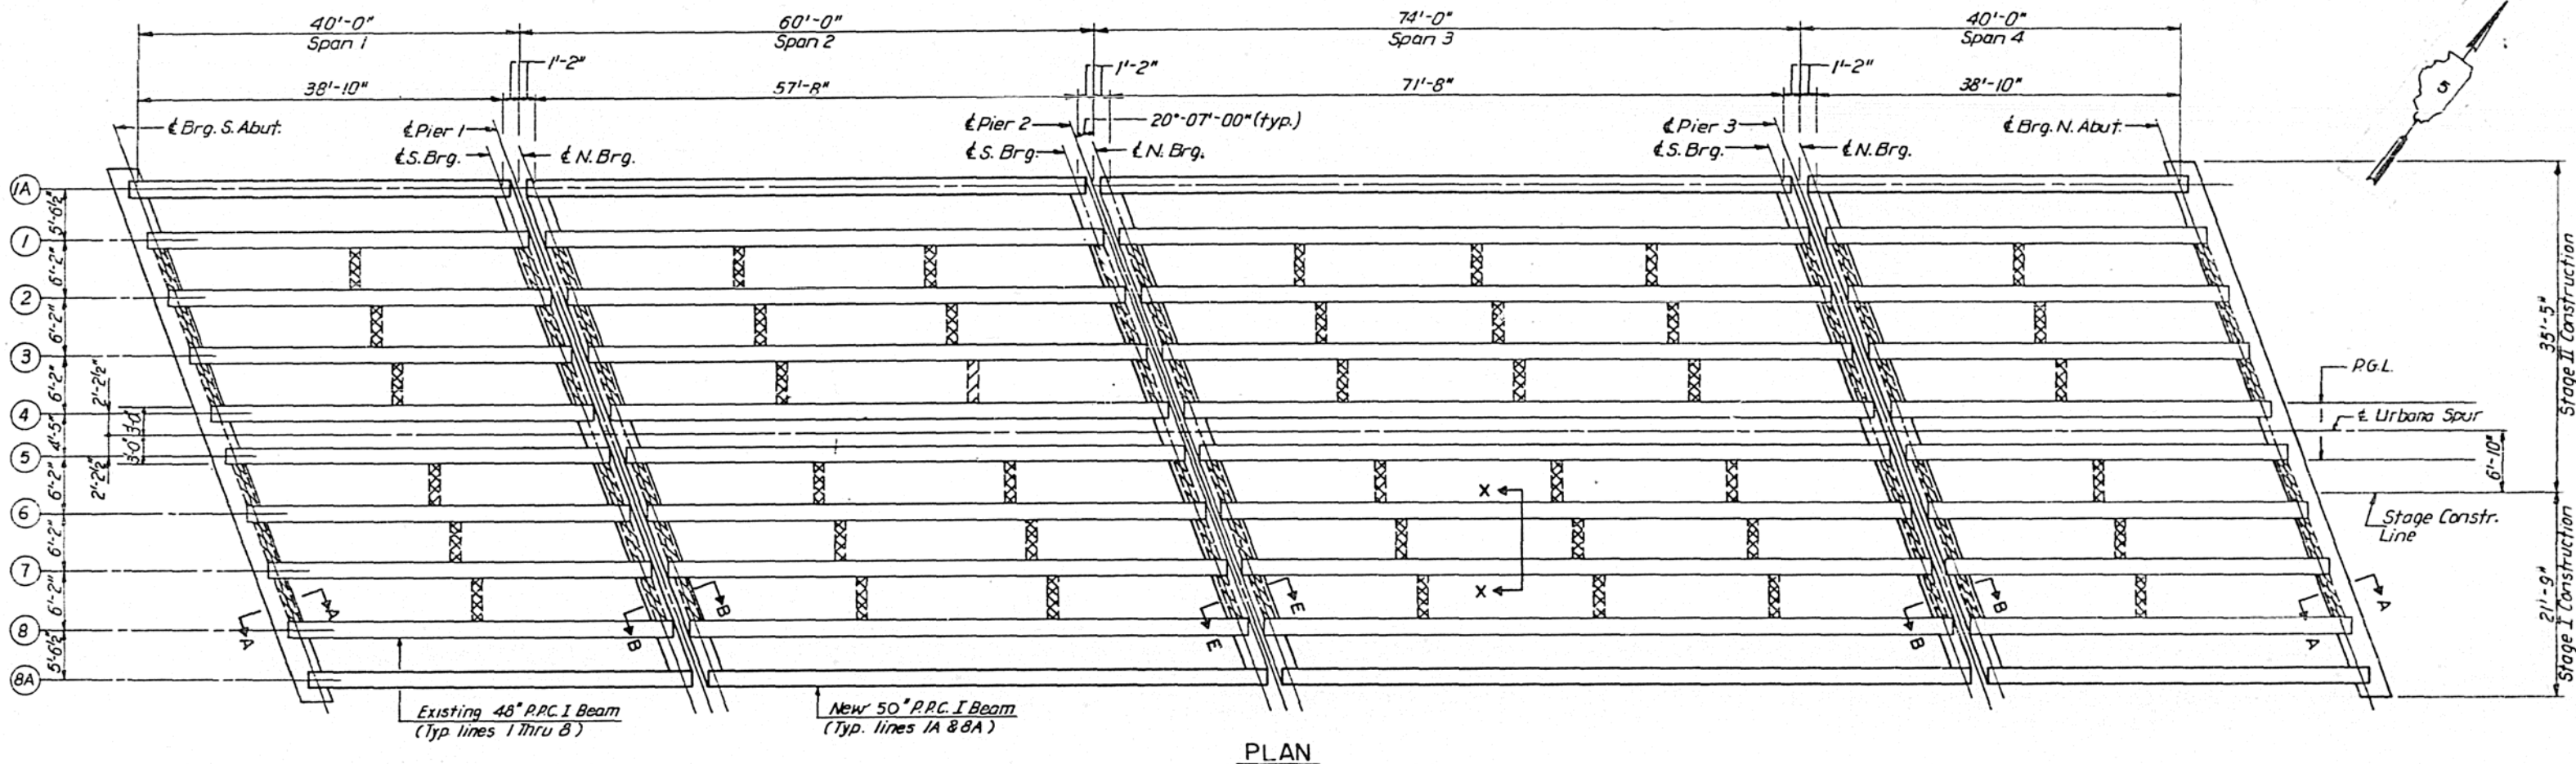 40'-0"
Span 1
60'-0"
Span 2
74'-0"
Span 3
40'-0"
Span 4
1'-2"
1'-2"
1'-2"
38'-10"
57'-8"
71'-8"
38'-10"
5
℄ Brg. S. Abut.
℄ Pier 1
℄ Pier 2
20°-07'-00" (typ.)
℄ Pier 3
℄ Brg. N. Abut.
℄ S. Brg.
℄ N. Brg.
℄ S. Brg.
℄ N. Brg.
℄ S. Brg.
℄ N. Brg.
1A
5'-6½"
1
6'-2"
2
6'-2"
3
6'-2"
2'-2½"
4
4'-5"
3'-0"
3'-0"
5
2'-2½"
6'-2"
6
6'-2"
7
6'-2"
8
5'-6½"
8A
35'-5"
Stage II Construction
P.G.L.
℄ Urbana Spur
6'-10"
Stage Constr.
Line
21'-9"
Stage I Construction
X
X
A
A
B
B
E
E
B
B
A
A
Existing 48" P.P.C. I Beam
(Typ. lines 1 Thru 8)
New 50" P.P.C. I Beam
(Typ. lines 1A & 8A)
PLAN